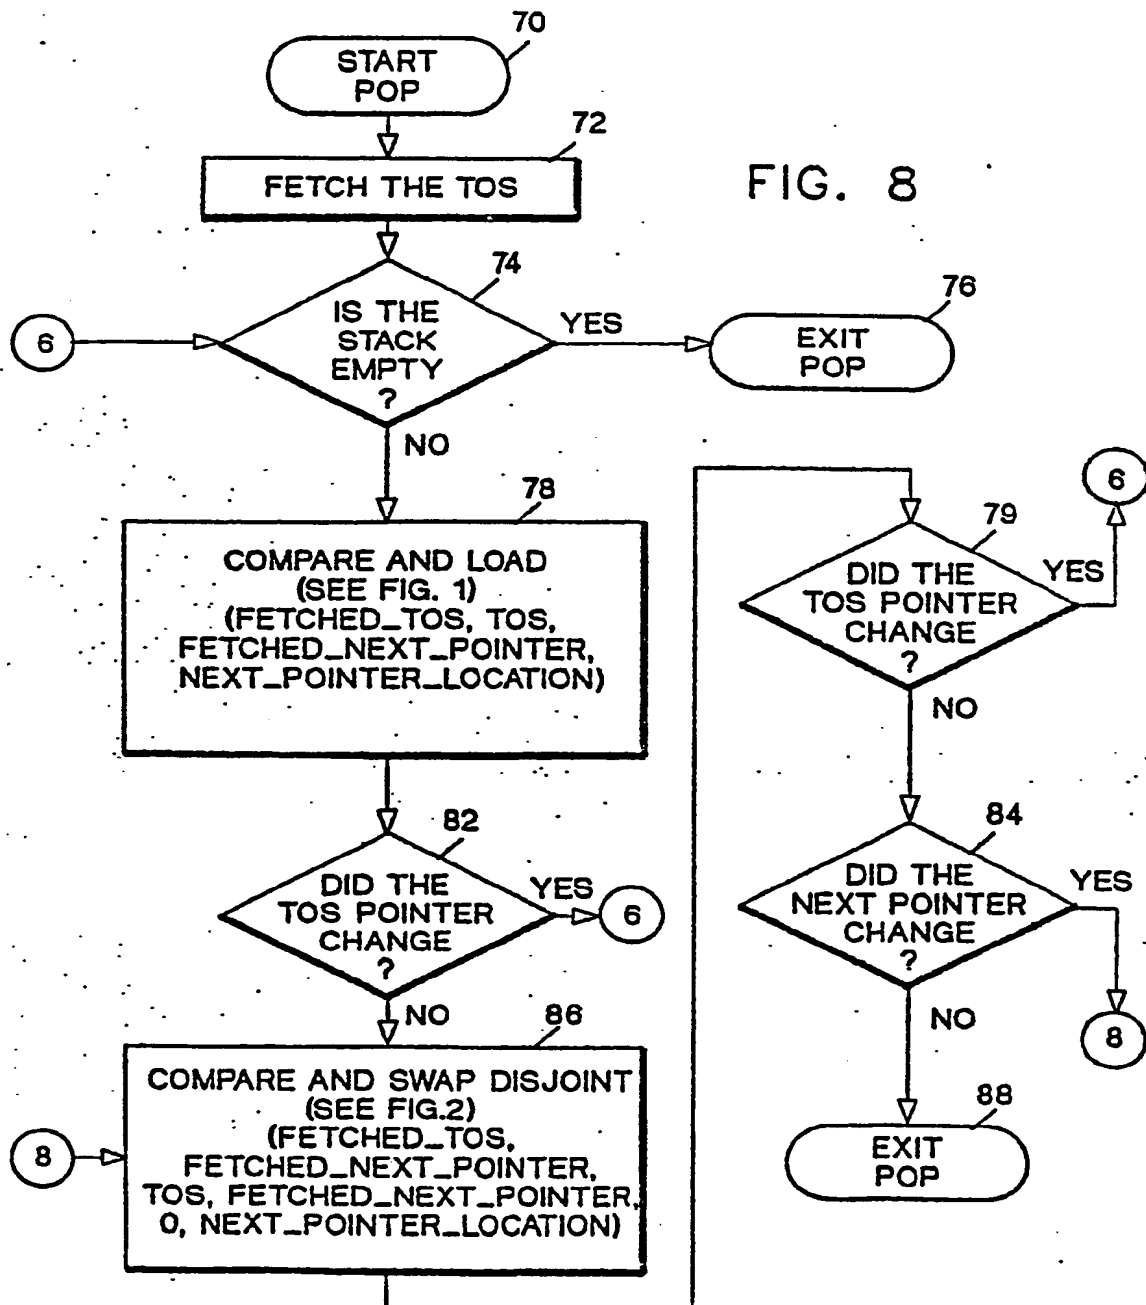 70
START
POP
72
FETCH THE TOS
FIG. 8
74
IS THE
STACK
EMPTY
?
6
YES
76
EXIT
POP
NO
78
COMPARE AND LOAD
(SEE FIG. 1)
(FETCHED_TOS, TOS,
FETCHED_NEXT_POINTER,
NEXT_POINTER_LOCATION)
82
DID THE
TOS POINTER
CHANGE
?
YES
6
NO
86
8
COMPARE AND SWAP DISJOINT
(SEE FIG.2)
(FETCHED_TOS,
FETCHED_NEXT_POINTER,
TOS, FETCHED_NEXT_POINTER,
0, NEXT_POINTER_LOCATION)
6
79
DID THE
TOS POINTER
CHANGE
?
YES
NO
84
DID THE
NEXT POINTER
CHANGE
?
YES
8
NO
88
EXIT
POP